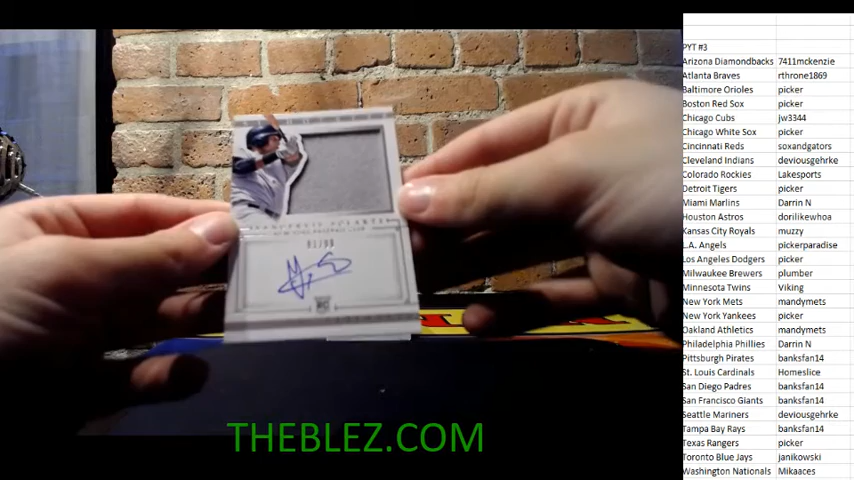 PYT #3
Arizona Diamondbacks 7411mckenzie
Atlanta Braves rthrone1869
Baltimore Orioles picker
Boston Red Sox picker
Chicago Cubs jw3344
Chicago White Sox picker
Cincinnati Reds soxandgators
Cleveland Indians deviousgehrke
Colorado Rockies Lakesports
Detroit Tigers picker
Miami Marlins Darrin N
Houston Astros dorilikewhoa
Kansas City Royals muzzy
L.A. Angels pickerparadise
Los Angeles Dodgers picker
Milwaukee Brewers plumber
Minnesota Twins Viking
New York Mets mandymets
New York Yankees picker
Oakland Athletics mandymets
Philadelphia Phillies Darrin N
Pittsburgh Pirates banksfan14
St. Louis Cardinals Homeslice
San Diego Padres banksfan14
San Francisco Giants banksfan14
Seattle Mariners deviousgehrke
Tampa Bay Rays banksfan14
Texas Rangers picker
Toronto Blue Jays janikowski
Washington Nationals Mikaaces
RC
THEBLEZ.COM